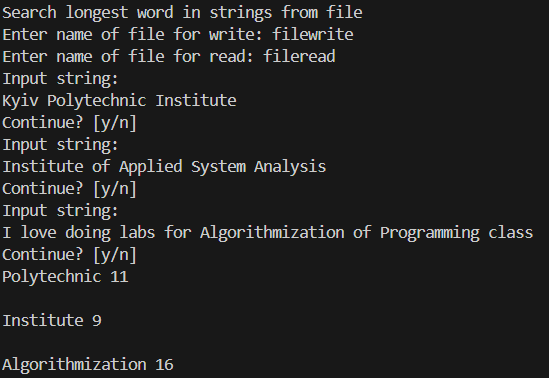 Search longest word in strings from file
Enter name of file for write: filewrite
Enter name of file for read: fileread
Input string:
Kyiv Polytechnic Institute
Continue? [y/n]
Input string:
Institute of Applied System Analysis
Continue? [y/n]
Input string:
I love doing labs for Algorithmization of Programming class
Continue? [y/n]
Polytechnic 11
Institute 9
Algorithmization 16